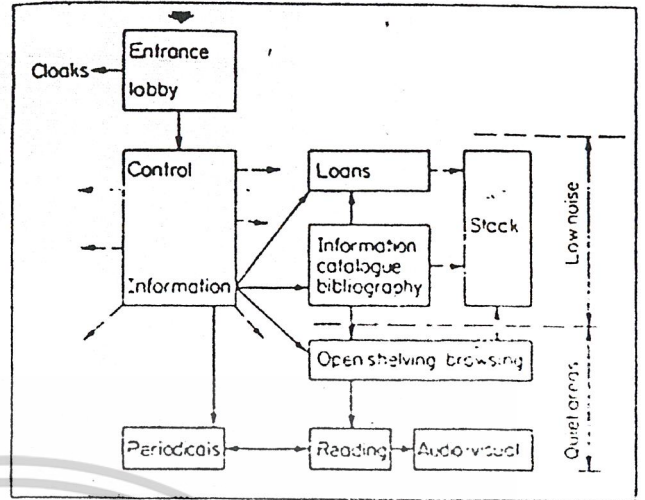 Entrance
lobby
Cloaks
Control
Information
Loans
Information
catalogue
bibliography
Stack
Open shelving browsing
Periodicals
Reading
Audio-visual
Low noise
Quiet areas